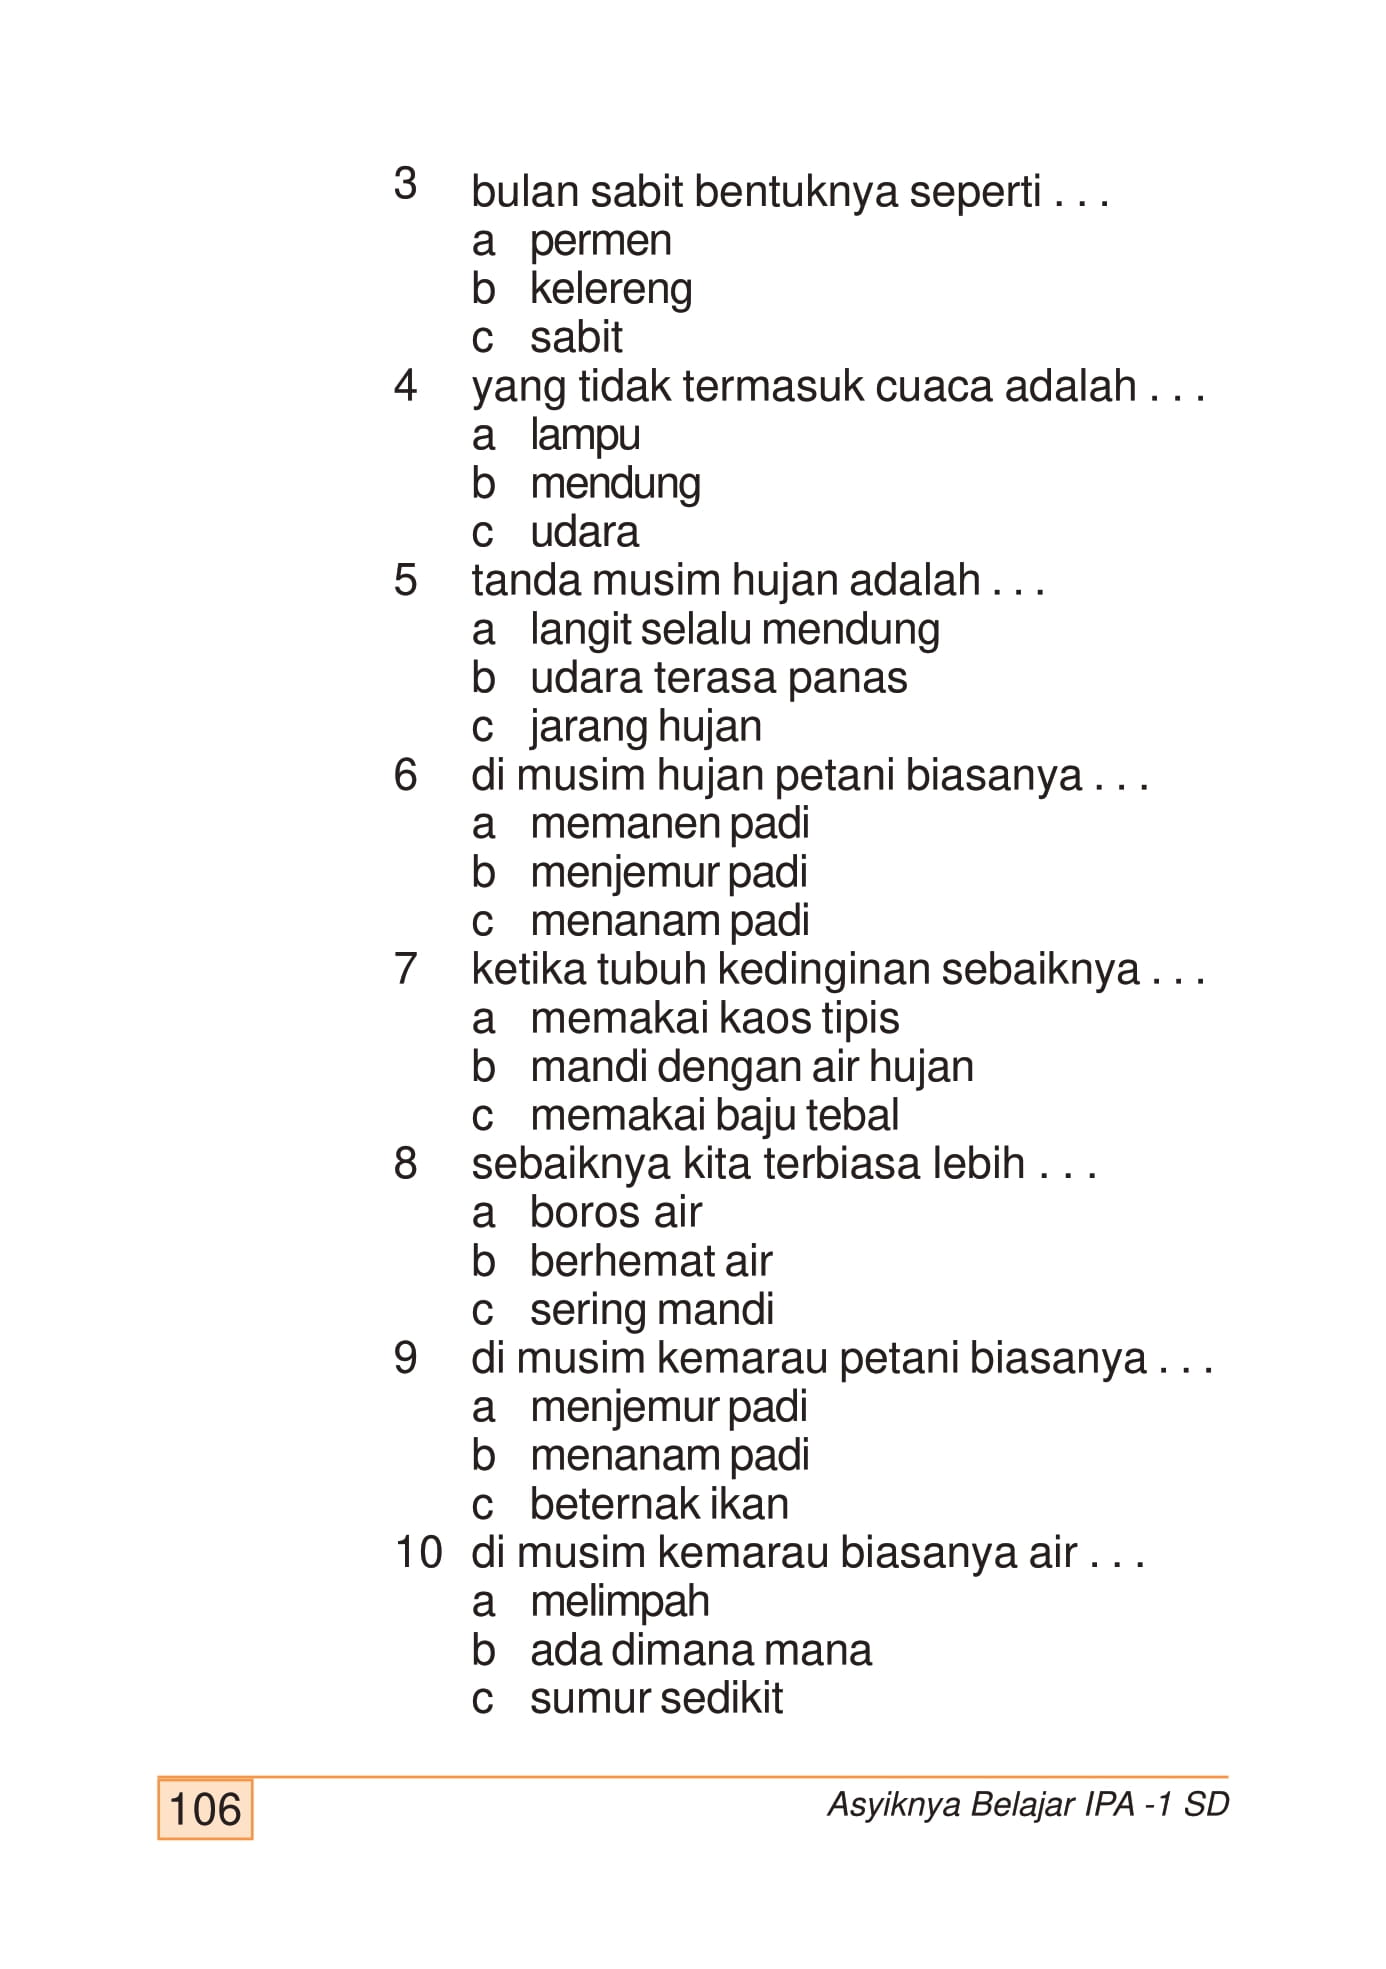 3 bulan sabit bentuknya seperti . . .
a permen
b kelereng
c sabit
4 yang tidak termasuk cuaca adalah . . .
a lampu
b mendung
c udara
5 tanda musim hujan adalah . . .
a langit selalu mendung
b udara terasa panas
c jarang hujan
6 di musim hujan petani biasanya . . .
a memanen padi
b menjemur padi
c menanam padi
7 ketika tubuh kedinginan sebaiknya . . .
a memakai kaos tipis
b mandi dengan air hujan
c memakai baju tebal
8 sebaiknya kita terbiasa lebih . . .
a boros air
b berhemat air
c sering mandi
9 di musim kemarau petani biasanya . . .
a menjemur padi
b menanam padi
c beternak ikan
10 di musim kemarau biasanya air . . .
a melimpah
b ada dimana mana
c sumur sedikit
106
Asyiknya Belajar IPA -1 SD